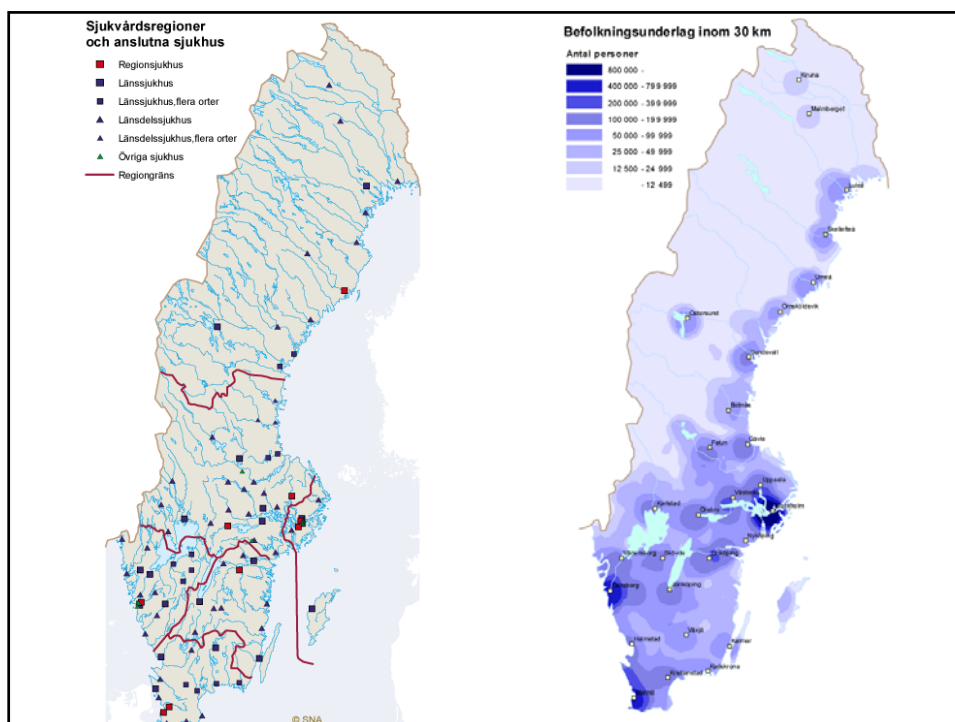 Sjukvårdsregioner
och anslutna sjukhus
Regionsjukhus
Länssjukhus
Länssjukhus,flera orter
Länsdelssjukhus
Länsdelssjukhus,flera orter
Övriga sjukhus
Regiongräns
© SNA
Befolkningsunderlag inom 30 km
Antal personer
800 000 -
400 000 - 799 999
200 000 - 399 999
100 000 - 199 999
50 000 - 99 999
25 000 - 49 999
12 500 - 24 999
- 12 499
Kiruna
Malmberget
Luleå
Skellefteå
Umeå
Örnsköldsvik
Östersund
Sundsvall
Bollnäs
Falun
Gävle
Uppsala
Västerås
Karlstad
Örebro
Stockholm
Nyköping
Vänersborg
Skövde
Linköping
Göteborg
Jönköping
Växjö
Halmstad
Kalmar
Karlskrona
Kristianstad
Malmö